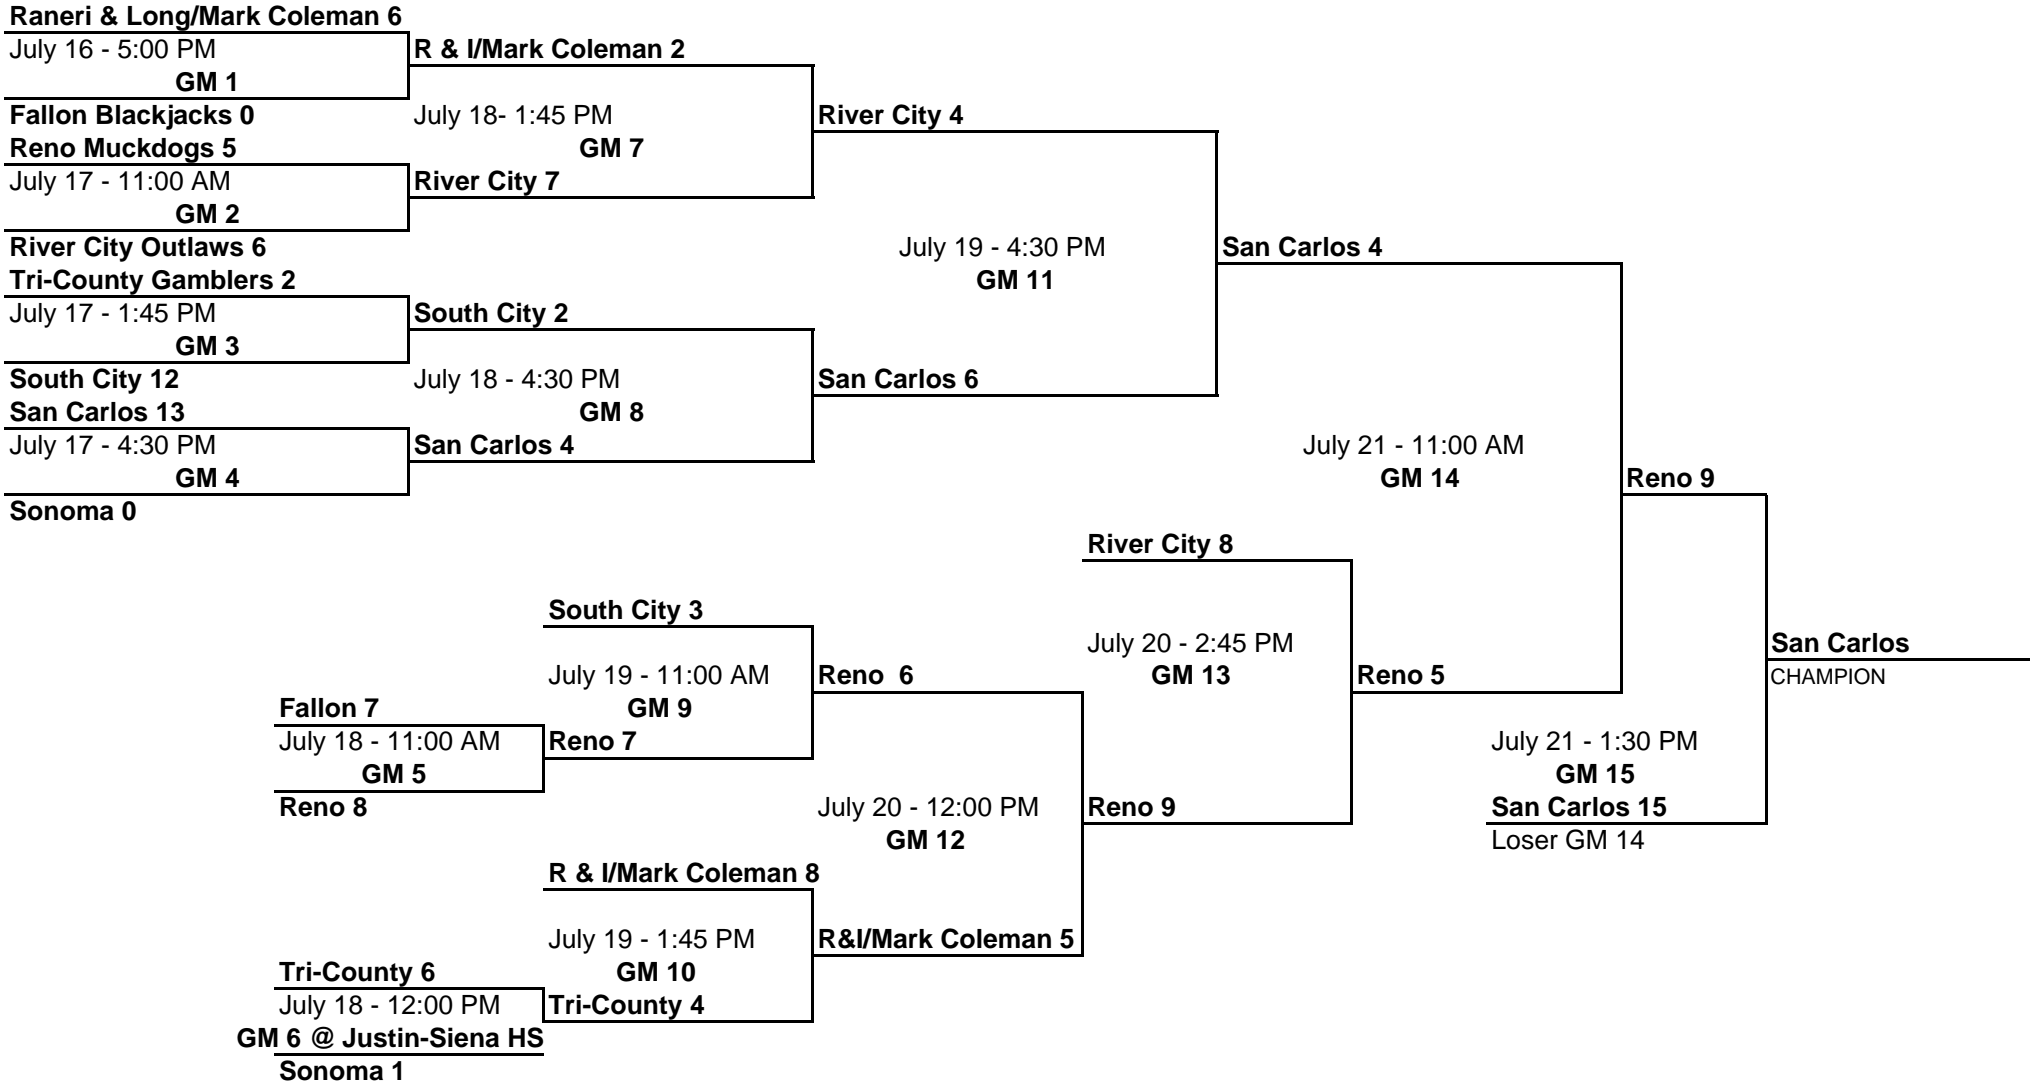 Raneri & Long/Mark Coleman 6
July 16 - 5:00 PM
GM 1
Fallon Blackjacks 0
Reno Muckdogs 5
July 17 - 11:00 AM
GM 2
River City Outlaws 6
Tri-County Gamblers 2
July 17 - 1:45 PM
GM 3
South City 12
San Carlos 13
July 17 - 4:30 PM
GM 4
Sonoma 0
R & I/Mark Coleman 2
July 18- 1:45 PM
GM 7
River City 7
South City 2
July 18 - 4:30 PM
GM 8
San Carlos 4
River City 4
July 19 - 4:30 PM
GM 11
San Carlos 6
San Carlos 4
July 21 - 11:00 AM
GM 14
Reno 5
Fallon 7
July 18 - 11:00 AM
GM 5
Reno 8
South City 3
July 19 - 11:00 AM
GM 9
Reno 7
Tri-County 6
July 18 - 12:00 PM
GM 6 @ Justin-Siena HS
Sonoma 1
R & I/Mark Coleman 8
July 19 - 1:45 PM
GM 10
Tri-County 4
Reno  6
July 20 - 12:00 PM
GM 12
R&I/Mark Coleman 5
River City 8
July 20 - 2:45 PM
GM 13
Reno 9
Reno 9
July 21 - 1:30 PM
GM 15
San Carlos 15
Loser GM 14
San Carlos
CHAMPION